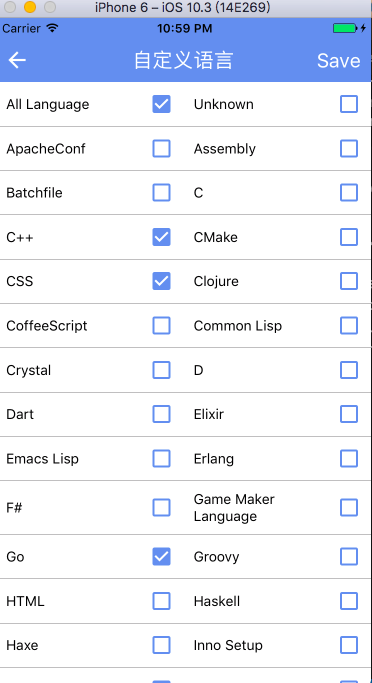 iPhone 6 – iOS 10.3 (14E269)
Carrier 10:59 PM
自定义语言 Save
All Language Unknown
ApacheConf Assembly
Batchfile C
C++ CMake
CSS Clojure
CoffeeScript Common Lisp
Crystal D
Dart Elixir
Emacs Lisp Erlang
F# Game Maker
Language
Go Groovy
HTML Haskell
Haxe Inno Setup